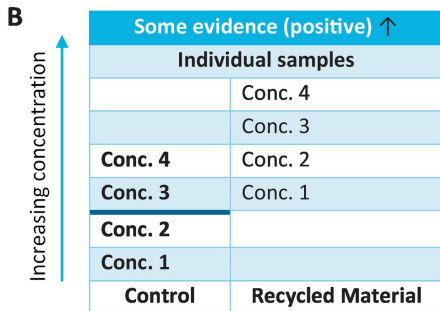 B
Some evidence (positive) ↑
Individual samples
Conc. 4
Conc. 3
Conc. 4 Conc. 2
Conc. 3 Conc. 1
Conc. 2
Conc. 1
Control Recycled Material
Increasing concentration